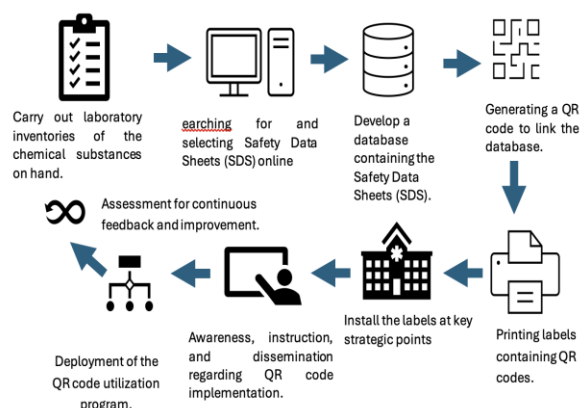 Carry out laboratory
inventories of the
chemical substances
on hand.
earching for and
selecting Safety Data
Sheets (SDS) online
Develop a
database
containing the
Safety Data
Sheets (SDS).
Generating a QR
code to link the
database.
Printing labels
containing QR
codes.
Install the labels at key
strategic points
Awareness, instruction,
and dissemination
regarding QR code
implementation.
Deployment of the
QR code utilization
program.
Assessment for continuous
feedback and improvement.